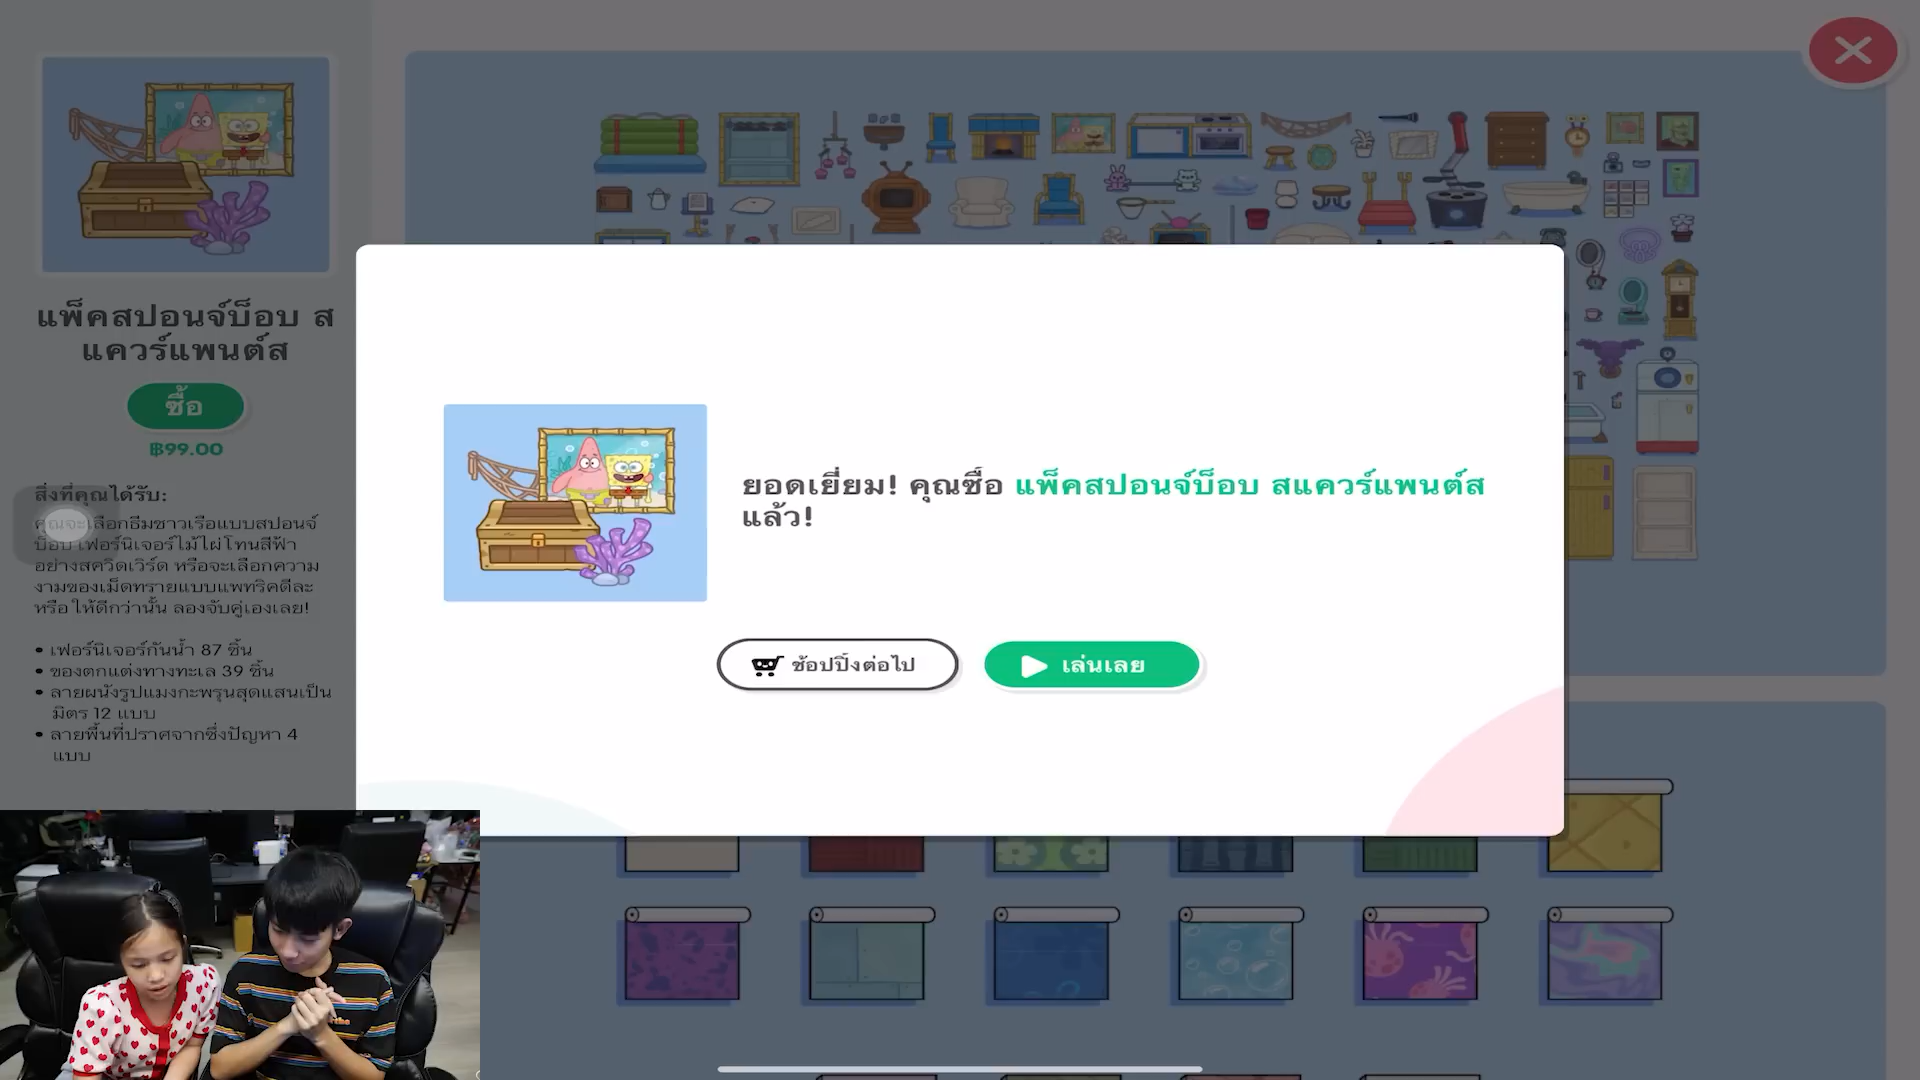 แพ็คสปอนจ์บ็อบ ส
แควร์แพนต์ส
ซื้อ
฿99.00
สิ่งที่คุณได้รับ:
คุณจะเลือกธีมชาวเรือแบบสปอนจ์
บ็อบ เฟอร์นิเจอร์ไม้ไผ่โทนสีฟ้า
อย่างสควิดเวิร์ด หรือจะเลือกความ
งามของเม็ดทรายแบบแพทริคดีละ
หรือ ให้ดีกว่านั้น ลองจับคู่เองเลย!
• เฟอร์นิเจอร์กันน้ำ 87 ชิ้น
• ของตกแต่งทางทะเล 39 ชิ้น
• ลายผนังรูปแมงกะพรุนสุดแสนเป็น
มิตร 12 แบบ
• ลายพื้นที่ปราศจากซึ่งปัญหา 4
แบบ
ยอดเยี่ยม! คุณซื้อ แพ็คสปอนจ์บ็อบ สแควร์แพนต์ส
แล้ว!
ช้อปปิ้งต่อไป
เล่นเลย